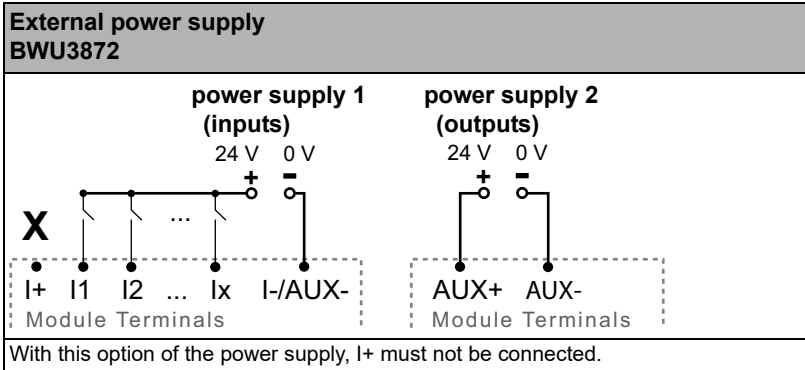 External power supply
BWU3872
power supply 1
(inputs)
24 V 0 V
+ -
power supply 2
(outputs)
24 V 0 V
+ -
X
...
I+ I1 I2 ... Ix I-/AUX-
Module Terminals
AUX+ AUX-
Module Terminals
With this option of the power supply, I+ must not be connected.